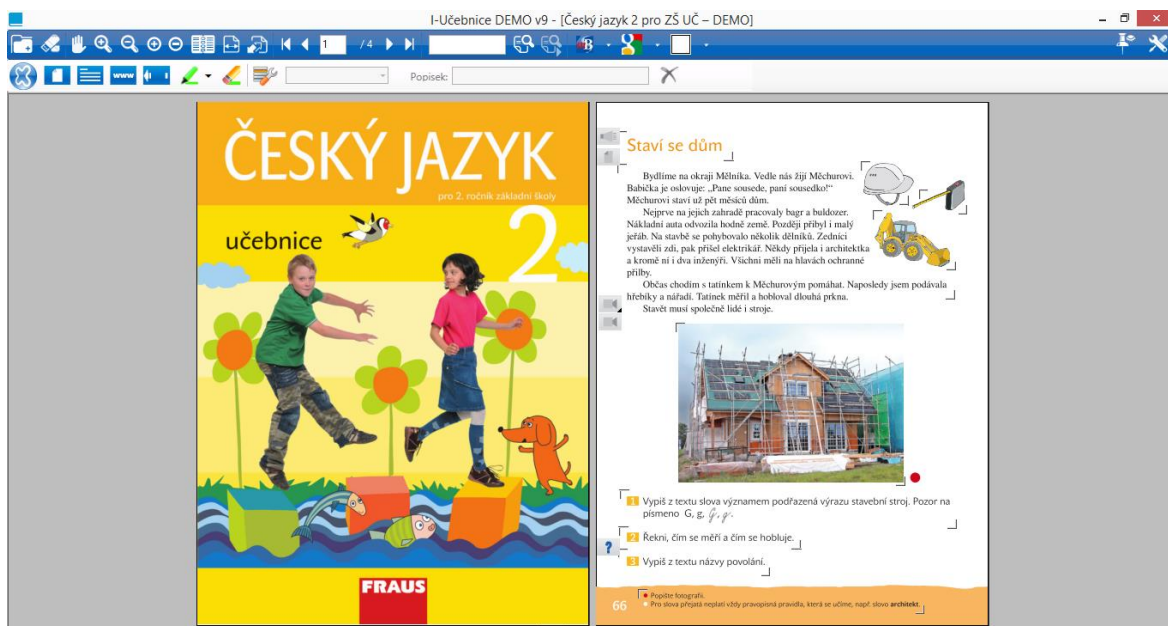 I-Učebnice DEMO v9 - [Český jazyk 2 pro ZŠ UČ – DEMO]
1 / 4
B
8
www
Popisek:
ČESKÝ JAZYK
pro 2. ročník základní školy
2
učebnice
FRAUS
Staví se dům
Bydlíme na okraji Mělníka. Vedle nás žijí Měchurovi.
Babička je oslovuje: „Pane sousede, paní sousedko!“
Měchurovi staví už pět měsíců dům.
Nejprve na jejich zahradě pracovaly bagr a buldozer.
Nákladní auta odvozila hodně země. Později přibyl i malý
jeřáb. Na stavbě se pohybovalo několik dělníků. Zedníci
vystavěli zdi, pak přišel elektrikář. Někdy přijela i architektka
a kromě ní i dva inženýři. Všichni měli na hlavách ochranné
přilby.
Občas chodím s tatínkem k Měchurovým pomáhat. Naposledy jsem podávala
hřebíky a nářadí. Tatínek měřil a hobloval dlouhá prkna.
Stavět musí společně lidé i stroje.
1 Vypiš z textu slova významem podřazená výrazu stavební stroj. Pozor na
písmeno G, g, G, g.
? 2 Řekni, čím se měří a čím se hobluje.
3 Vypiš z textu názvy povolání.
Popište fotografii.
66 Pro slova přejatá neplatí vždy pravopisná pravidla, která se učíme, např. slovo architekt.